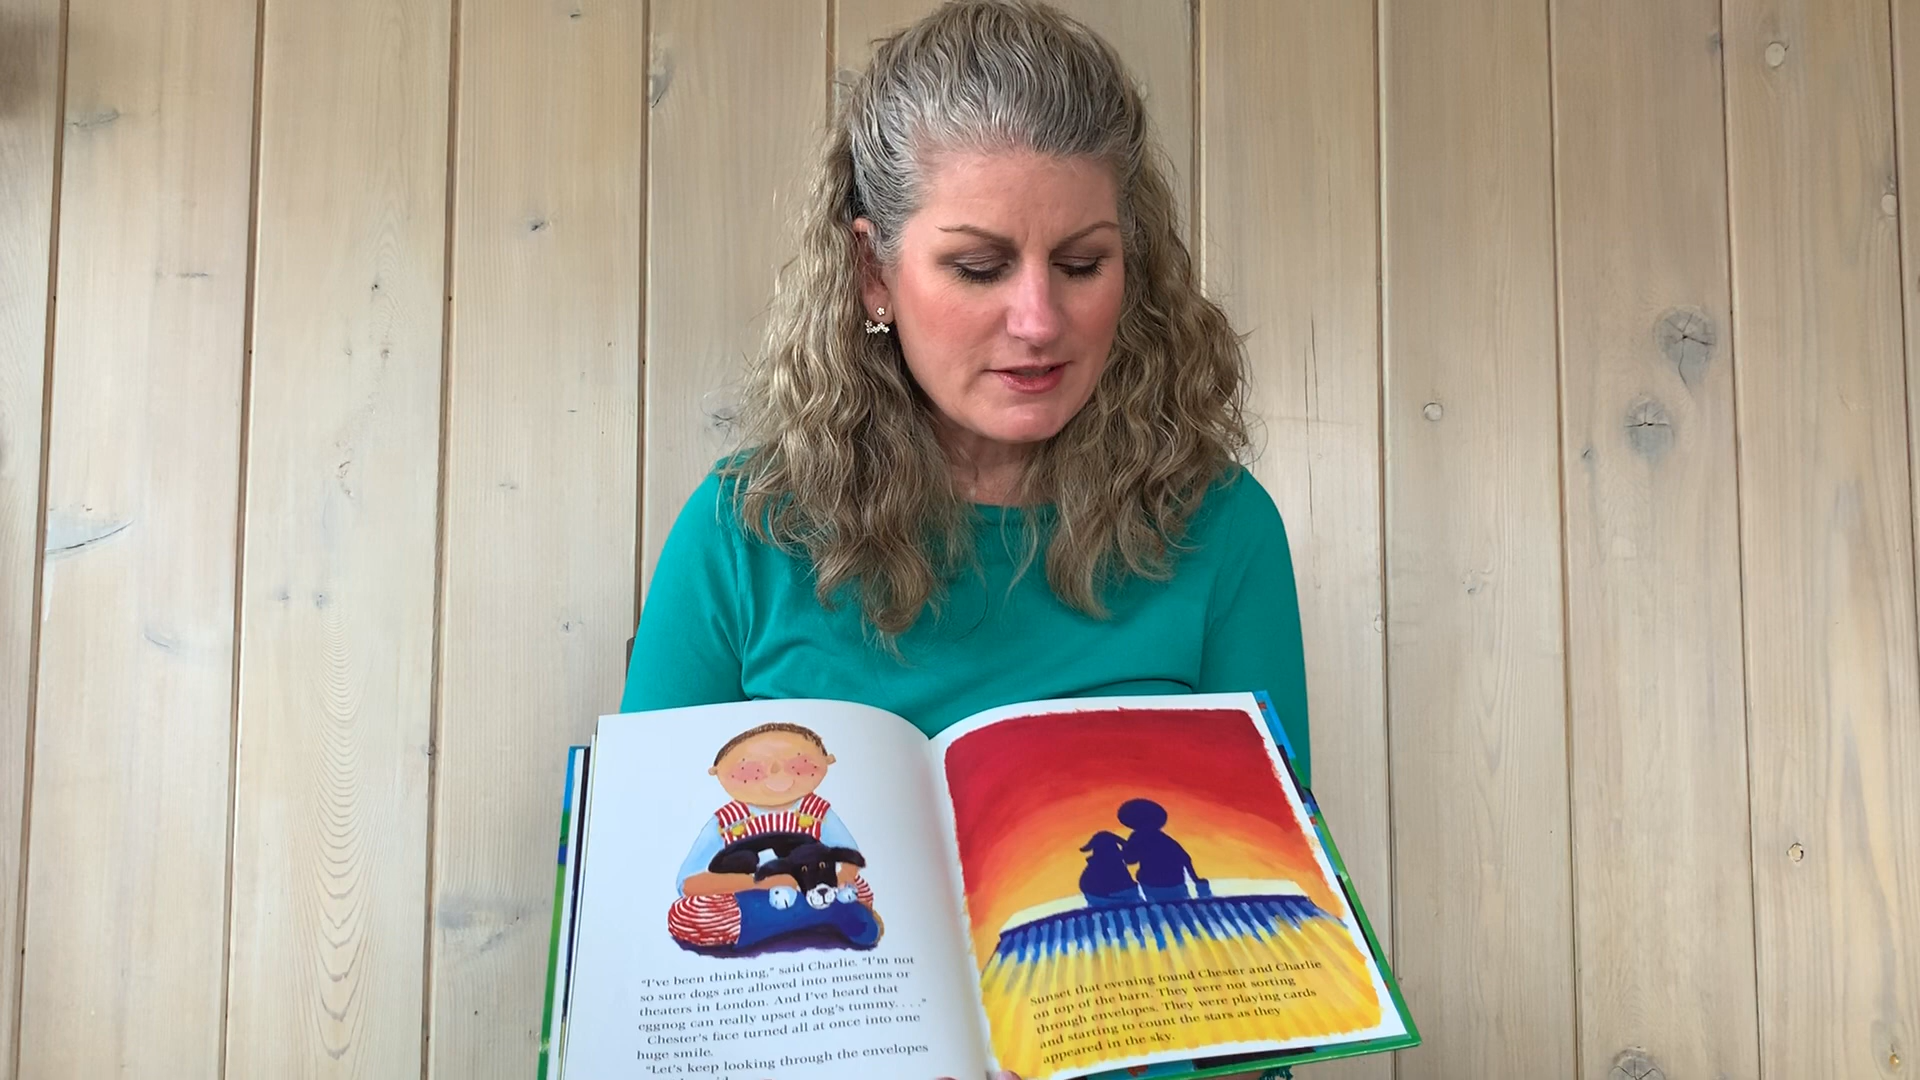 "I've been thinking," said Charlie. "I'm not
so sure dogs are allowed into museums or
theaters in London. And I've heard that
eggnog can really upset a dog's tummy. . . ."
Chester's face turned all at once into one
huge smile.
"Let's keep looking through the envelopes
Sunset that evening found Chester and Charlie
on top of the barn. They were not sorting
through envelopes. They were playing cards
and starting to count the stars as they
appeared in the sky.